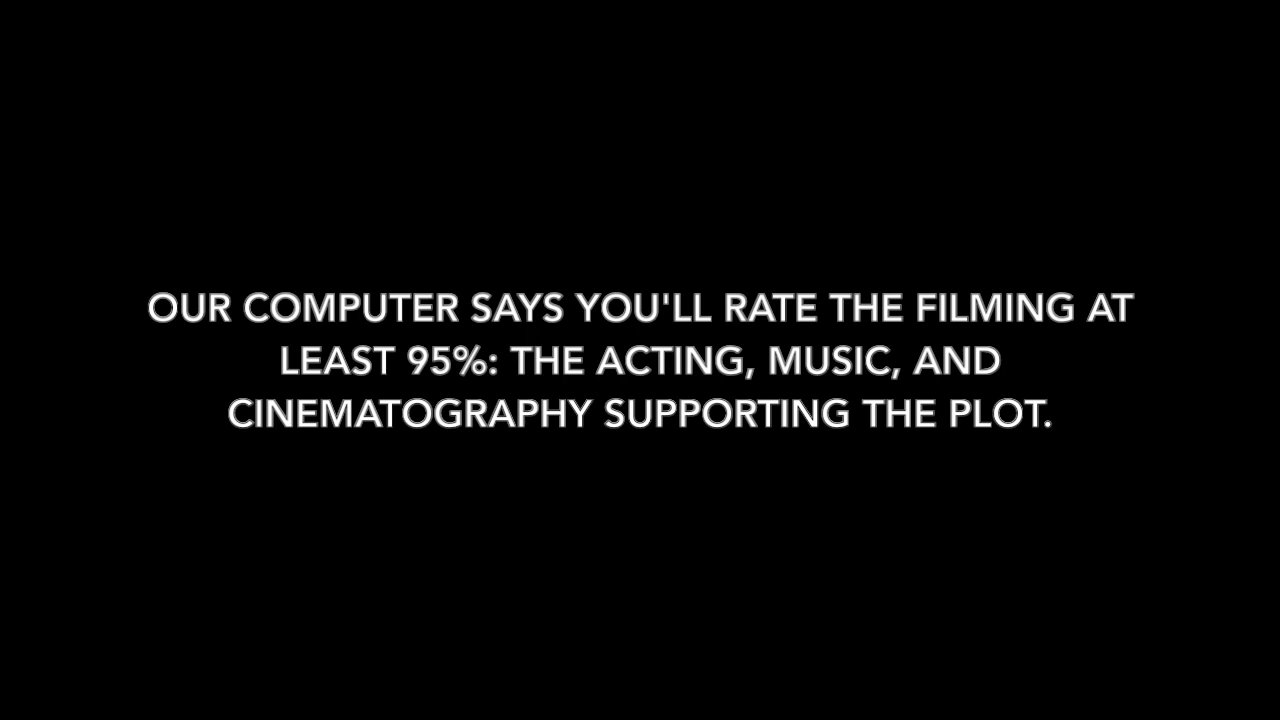 OUR COMPUTER SAYS YOU'LL RATE THE FILMING AT
LEAST 95%: THE ACTING, MUSIC, AND
CINEMATOGRAPHY SUPPORTING THE PLOT.